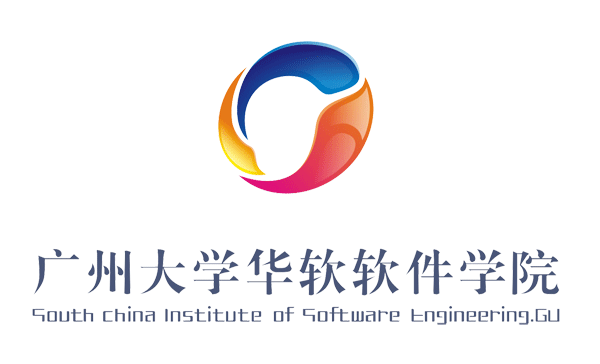 广州大学华软软件学院
South china Institute of Software Engineering.GU